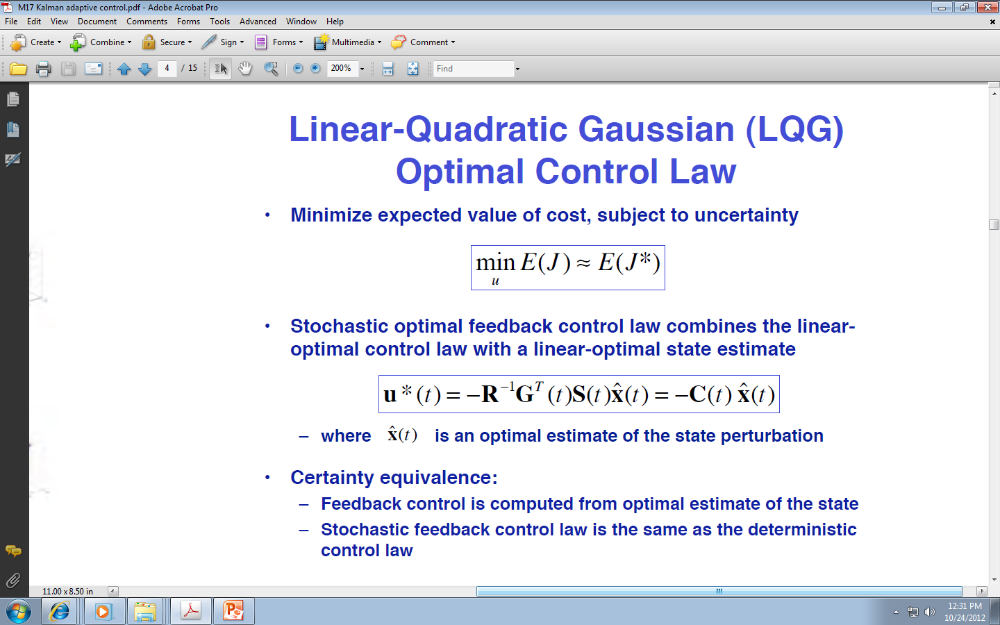 M17 Kalman adaptive control.pdf - Adobe Acrobat Pro
File Edit View Document Comments Forms Tools Advanced Window Help
Create Combine Secure Sign Forms Multimedia Comment
4 / 15 200% Find
Linear-Quadratic Gaussian (LQG)
Optimal Control Law
• Minimize expected value of cost, subject to uncertainty
min E(J) ≈ E(J*)
u
• Stochastic optimal feedback control law combines the linear-
optimal control law with a linear-optimal state estimate
u*(t) = −R⁻¹Gᵀ(t)S(t)x̂(t) = −C(t) x̂(t)
– where x̂(t) is an optimal estimate of the state perturbation
• Certainty equivalence:
– Feedback control is computed from optimal estimate of the state
– Stochastic feedback control law is the same as the deterministic
control law
11.00 x 8.50 in
12:31 PM
10/24/2012